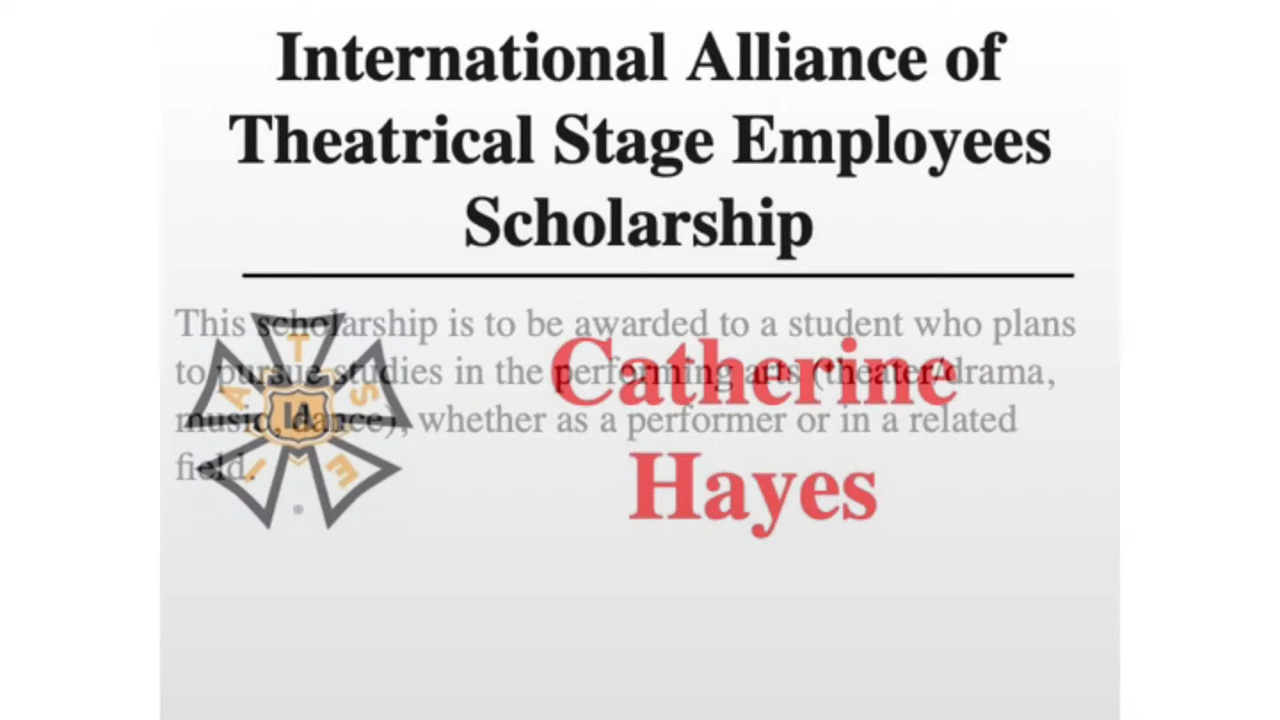 International Alliance of
Theatrical Stage Employees
Scholarship
This scholarship is to be awarded to a student who plans
to pursue studies in the performing arts (theater/drama,
music, dance), whether as a performer or in a related
field.
Catherine
Hayes
I A T S E
IA
®